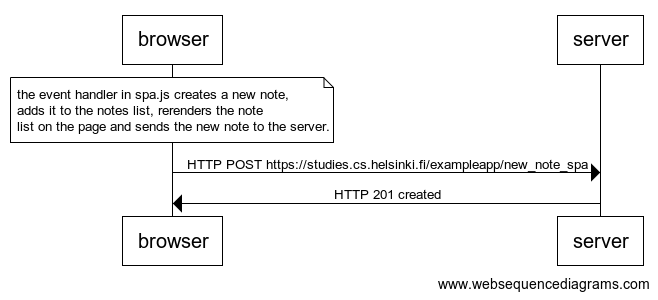 browser
server
the event handler in spa.js creates a new note,
adds it to the notes list, rerenders the note
list on the page and sends the new note to the server.
HTTP POST https://studies.cs.helsinki.fi/exampleapp/new_note_spa
HTTP 201 created
browser
server
www.websequencediagrams.com